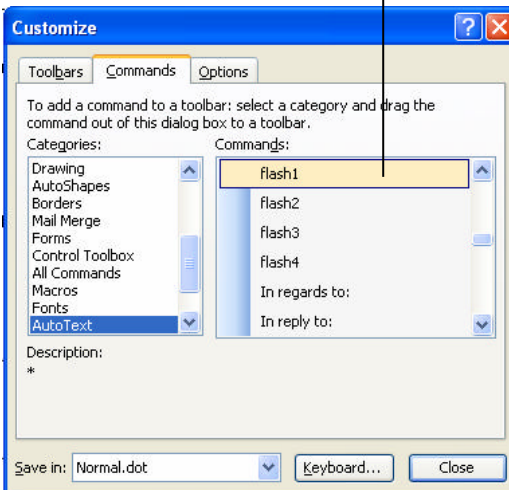 Customize
Toolbars Commands Options
To add a command to a toolbar: select a category and drag the
command out of this dialog box to a toolbar.
Categories: Commands:
Drawing
AutoShapes
Borders
Mail Merge
Forms
Control Toolbox
All Commands
Macros
Fonts
AutoText
flash1
flash2
flash3
flash4
In regards to:
In reply to:
Description:
*
Save in: Normal.dot Keyboard... Close